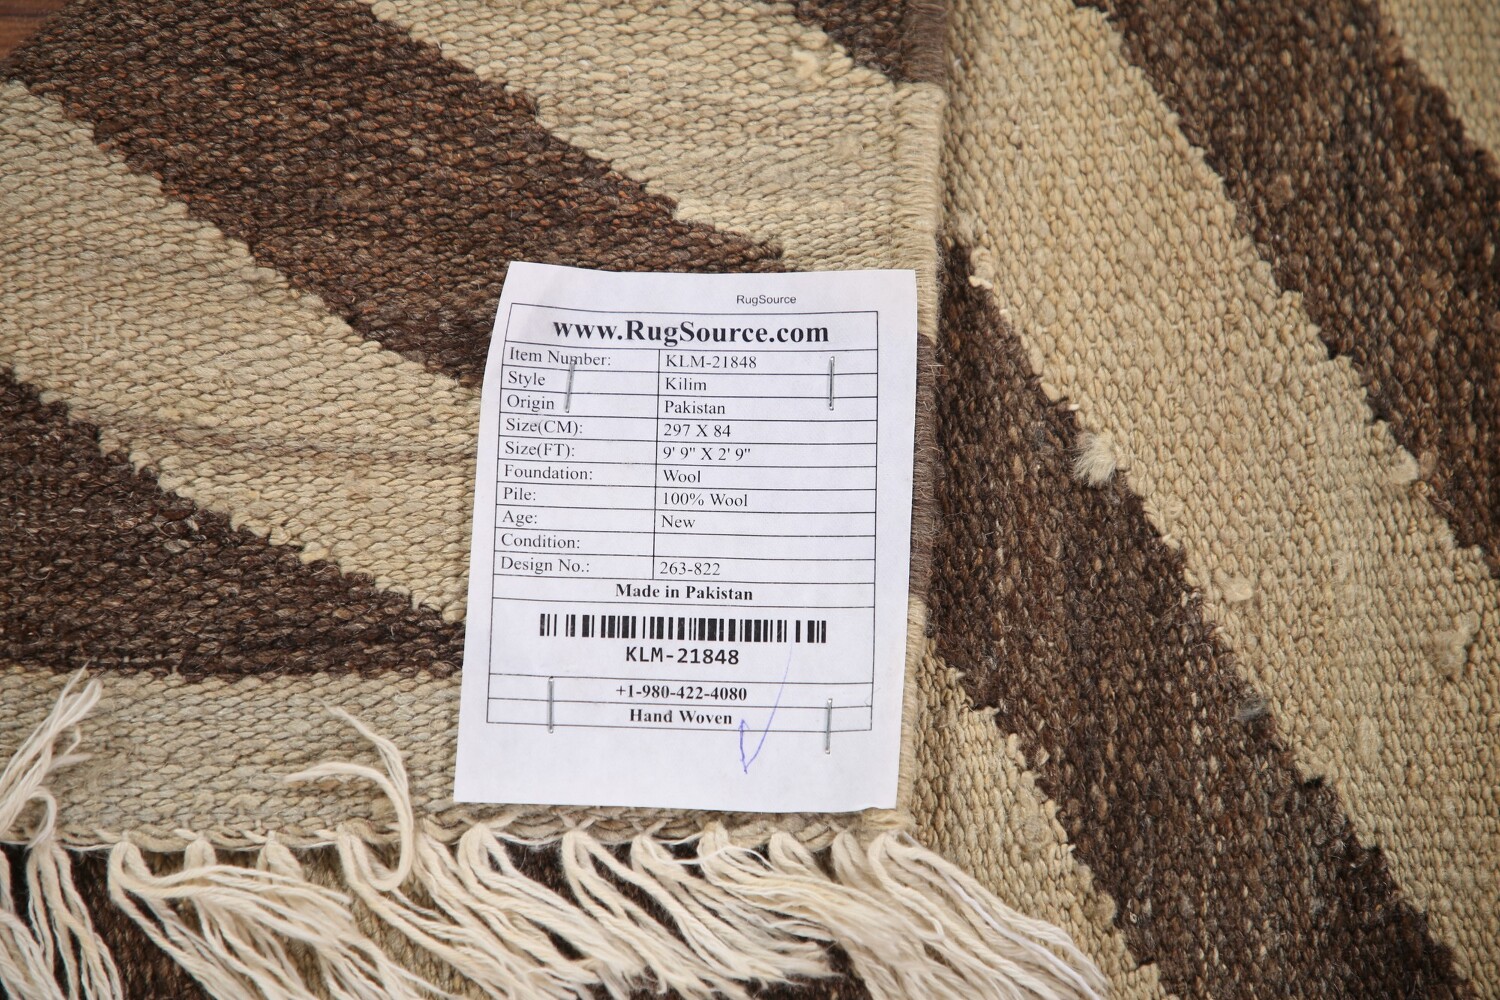 RugSource
www.RugSource.com
Item Number: KLM-21848
Style Kilim
Origin Pakistan
Size(CM): 297 X 84
Size(FT): 9' 9" X 2' 9"
Foundation: Wool
Pile: 100% Wool
Age: New
Condition:
Design No.: 263-822
Made in Pakistan
KLM-21848
+1-980-422-4080
Hand Woven